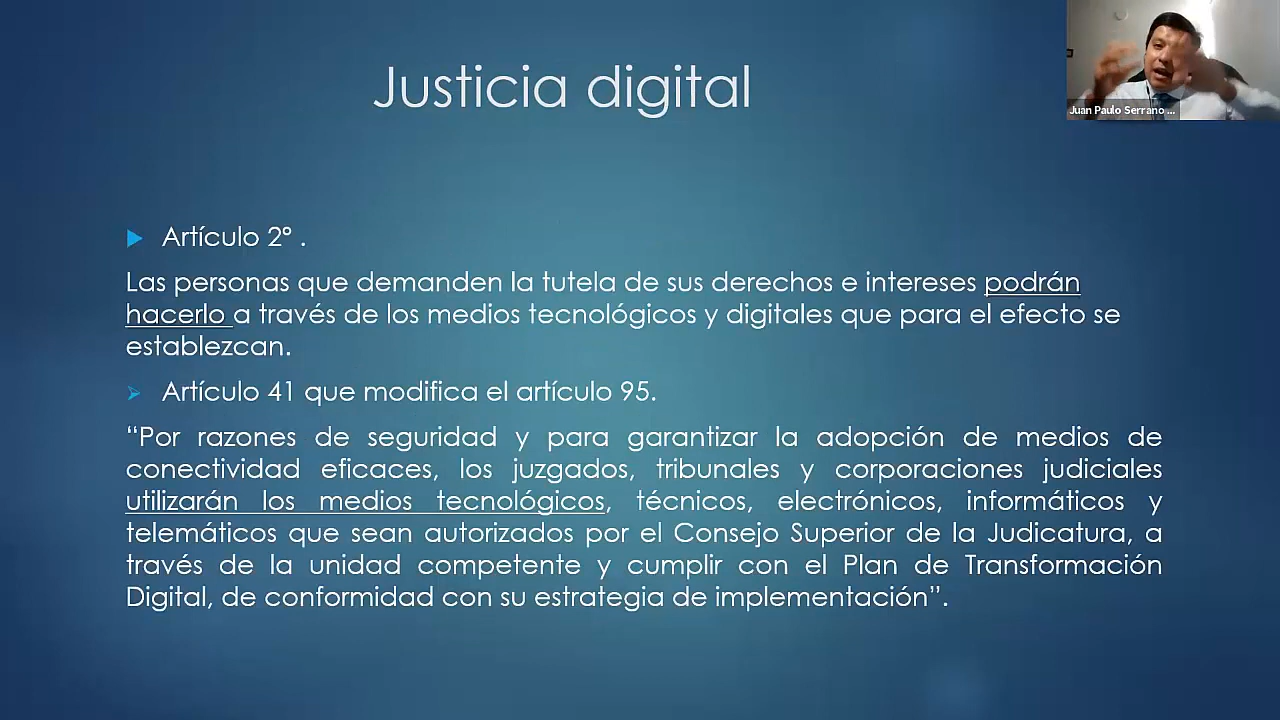 Justicia digital
Juan Paulo Serrano ...
Artículo 2° .
Las personas que demanden la tutela de sus derechos e intereses podrán
hacerlo a través de los medios tecnológicos y digitales que para el efecto se
establezcan.
Artículo 41 que modifica el artículo 95.
“Por razones de seguridad y para garantizar la adopción de medios de
conectividad eficaces, los juzgados, tribunales y corporaciones judiciales
utilizarán los medios tecnológicos, técnicos, electrónicos, informáticos y
telemáticos que sean autorizados por el Consejo Superior de la Judicatura, a
través de la unidad competente y cumplir con el Plan de Transformación
Digital, de conformidad con su estrategia de implementación”.